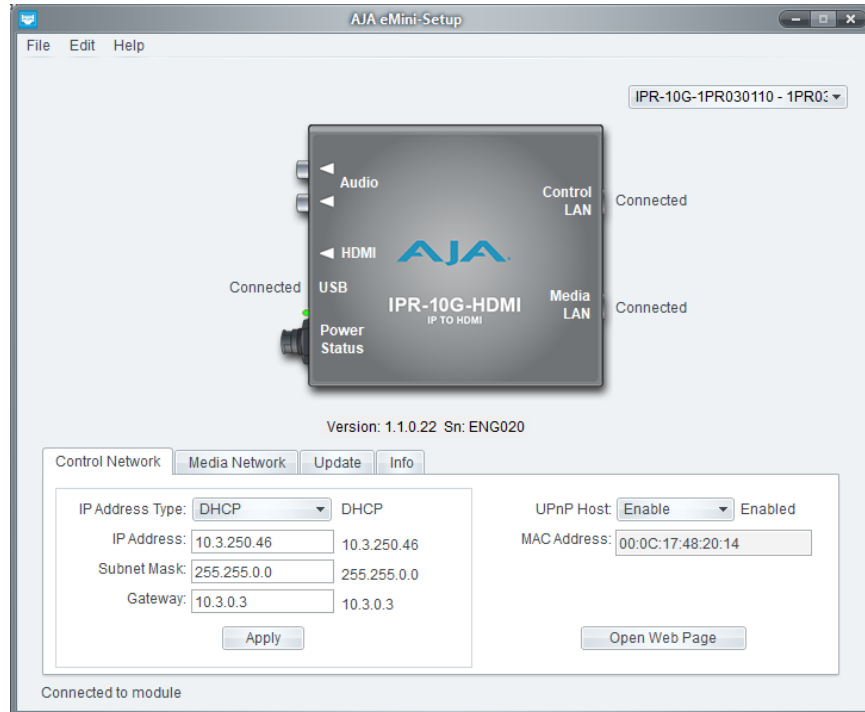 AJA eMini-Setup
File Edit Help
IPR-10G-1PR030110 - 1PR03
Audio
Control
LAN
Connected
HDMI
AJA
Connected
USB
IPR-10G-HDMI
IP TO HDMI
Media
LAN
Connected
Power
Status
Version: 1.1.0.22 Sn: ENG020
Control Network Media Network Update Info
IP Address Type: DHCP DHCP
UPnP Host: Enable Enabled
IP Address: 10.3.250.46 10.3.250.46
MAC Address: 00:0C:17:48:20:14
Subnet Mask: 255.255.0.0 255.255.0.0
Gateway: 10.3.0.3 10.3.0.3
Apply
Open Web Page
Connected to module